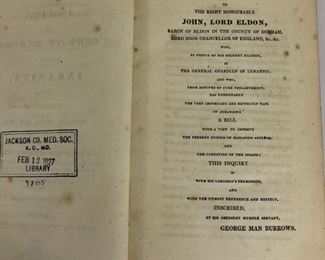 JACKSON CO. MED. SOC.
K. C., MO.
FEB 12 1927
LIBRARY
TO
THE RIGHT HONOURABLE
JOHN, LORD ELDON,
BARON OF ELDON IN THE COUNTY OF DURHAM,
LORD HIGH CHANCELLOR OF ENGLAND, &c. &c.
WHO,
BY VIRTUE OF HIS EMINENT STATION,
IS
THE GENERAL GUARDIAN OF LUNATICS;
AND WHO,
FROM MOTIVES OF PURE PHILANTHROPY,
HAS UNDERTAKEN
THE VERY IMPORTANT AND DIFFICULT TASK
OF ARRANGING
A BILL
WITH A VIEW TO IMPROVE
THE PRESENT SYSTEM OF MANAGING ASYLUMS,
AND
THE CONDITION OF THE INSANE;
THIS INQUIRY
IS
WITH HIS LORDSHIP'S PERMISSION,
AND
WITH THE UTMOST DEFERENCE AND RESPECT,
INSCRIBED,
BY HIS OBEDIENT HUMBLE SERVANT,
GEORGE MAN BURROWS.